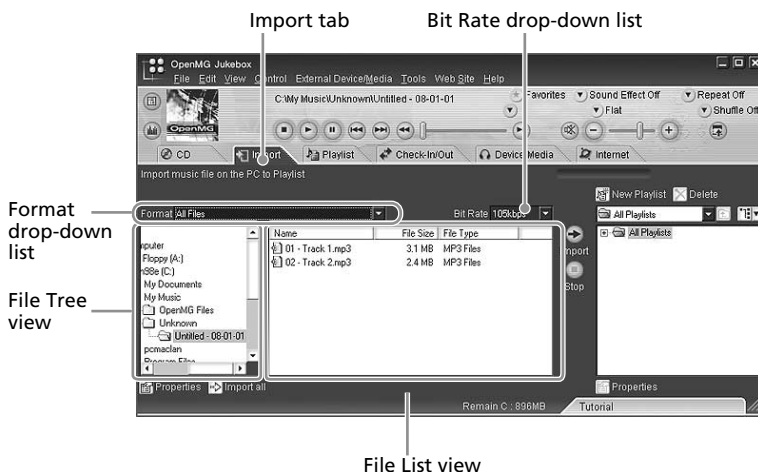 Import tab
Bit Rate drop-down list
OpenMG Jukebox
File Edit View Control External Device/Media Tools Web Site Help
C:\My Music\Unknown\Untitled - 08-01-01
Favorites
Sound Effect Off
Repeat Off
Flat
Shuffle Off
OpenMG
CD
Import
Playlist
Check-In/Out
Device/Media
Internet
Import music file on the PC to Playlist
New Playlist
Delete
Format drop-down list
Format All Files
Bit Rate 105kbps
All Playlists
Name
File Size
File Type
All Playlists
01 - Track 1.mp3
3.1 MB
MP3 Files
02 - Track 2.mp3
2.4 MB
MP3 Files
mport
Stop
File Tree view
mputer
Floppy (A:)
n98e (C:)
My Documents
My Music
OpenMG Files
Unknown
Untitled - 08-01-01
pcmaclan
Program Files
Properties
Import all
Properties
Remain C : 896MB
Tutorial
File List view